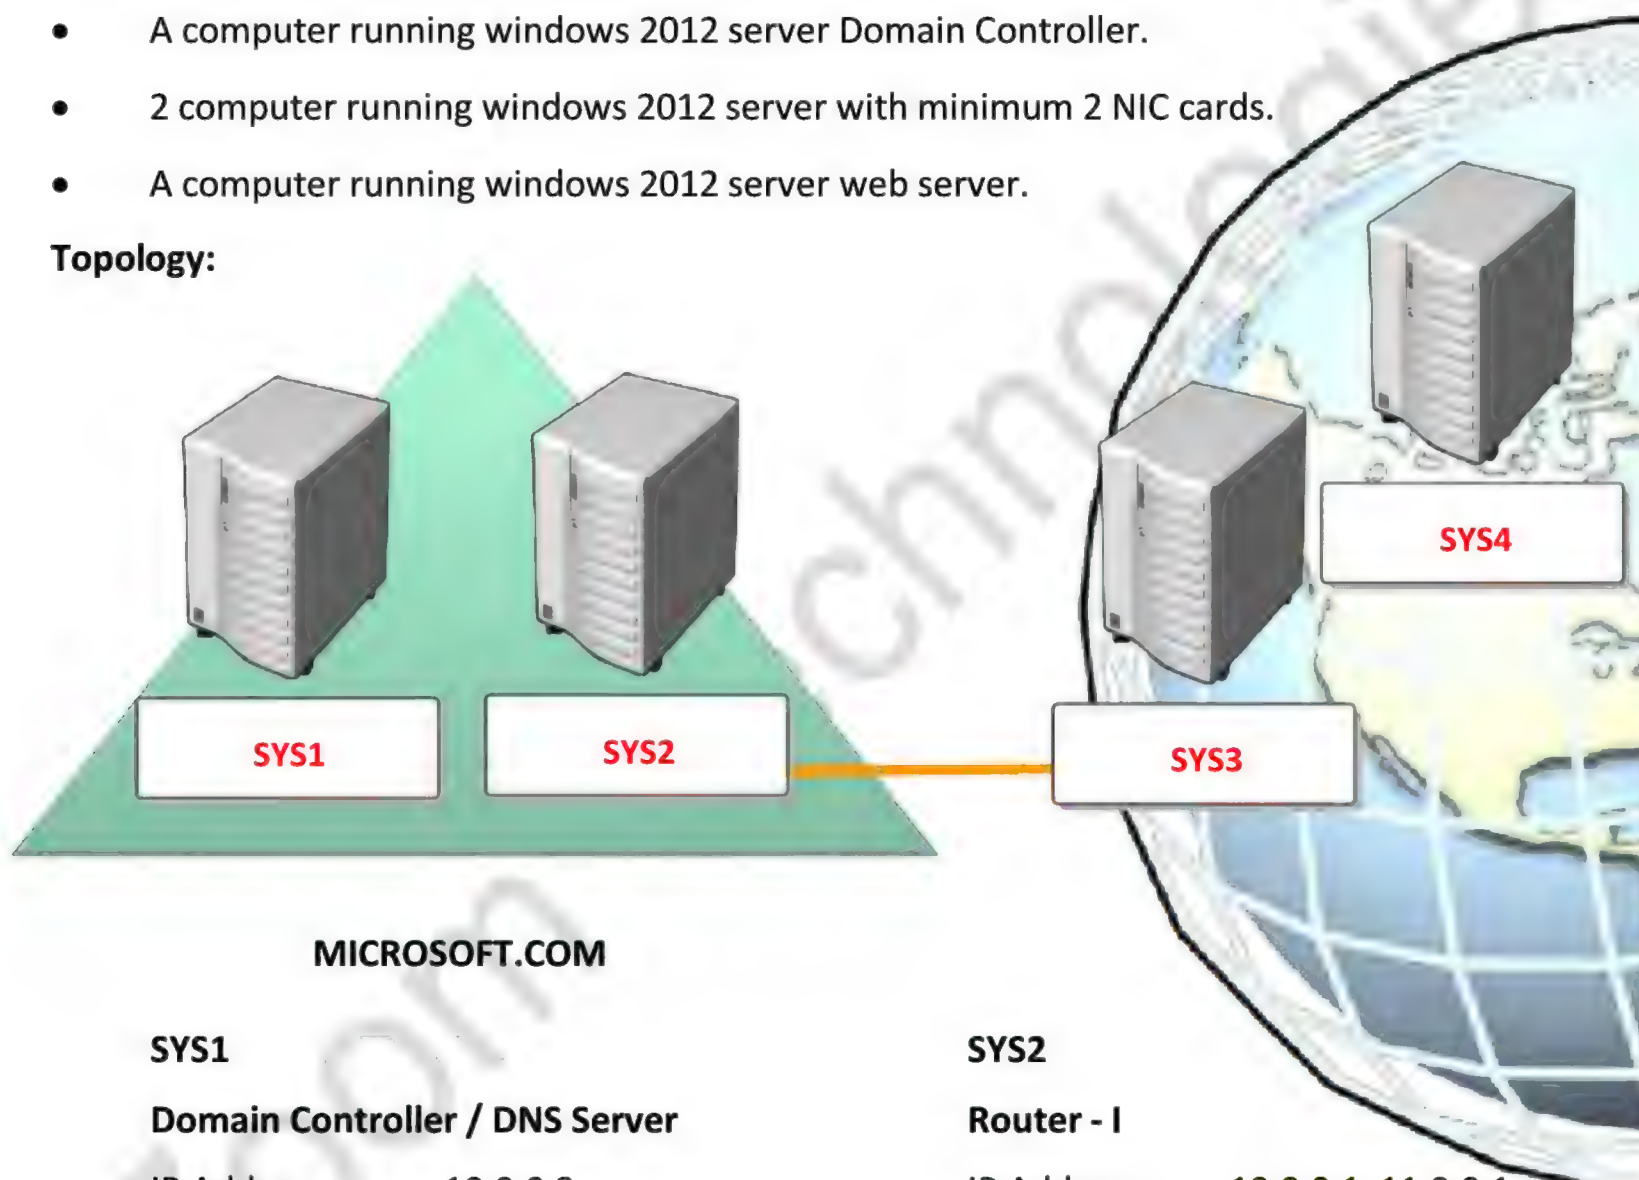 • A computer running windows 2012 server Domain Controller.
• 2 computer running windows 2012 server with minimum 2 NIC cards.
• A computer running windows 2012 server web server.
Topology:
SYS4
SYS1
SYS2
SYS3
MICROSOFT.COM
SYS1
SYS2
Domain Controller / DNS Server
Router - I